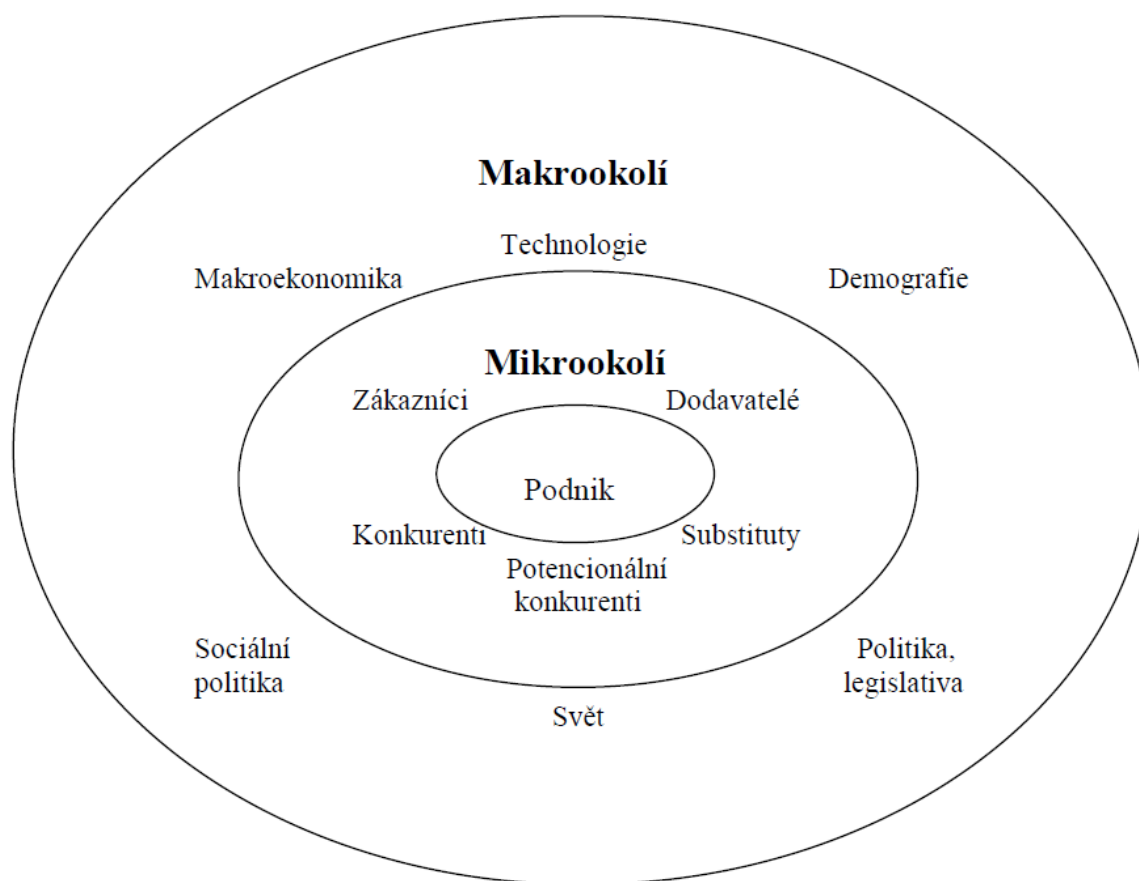 Makrookolí
Technologie
Makroekonomika
Demografie
Mikrookolí
Zákazníci
Dodavatelé
Podnik
Konkurenti
Substituty
Potencionální
konkurenti
Sociální
politika
Politika,
legislativa
Svět